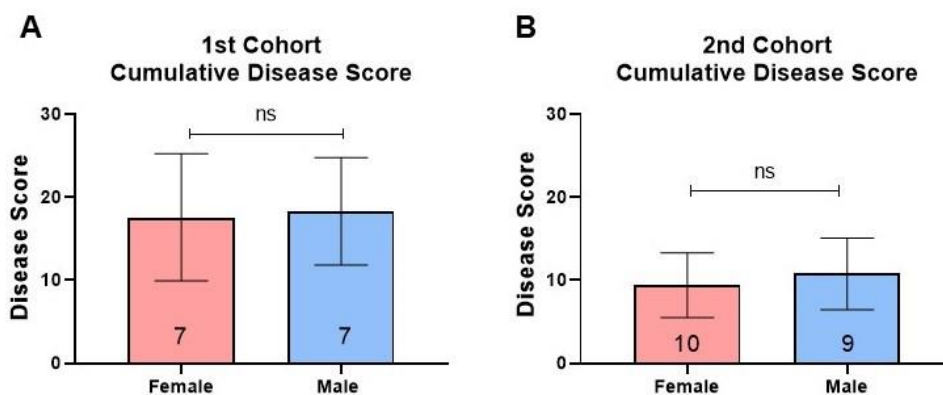 A
1st Cohort
Cumulative Disease Score
Disease Score
30
20
10
0
ns
7
7
Female
Male
B
2nd Cohort
Cumulative Disease Score
Disease Score
30
20
10
0
ns
10
9
Female
Male